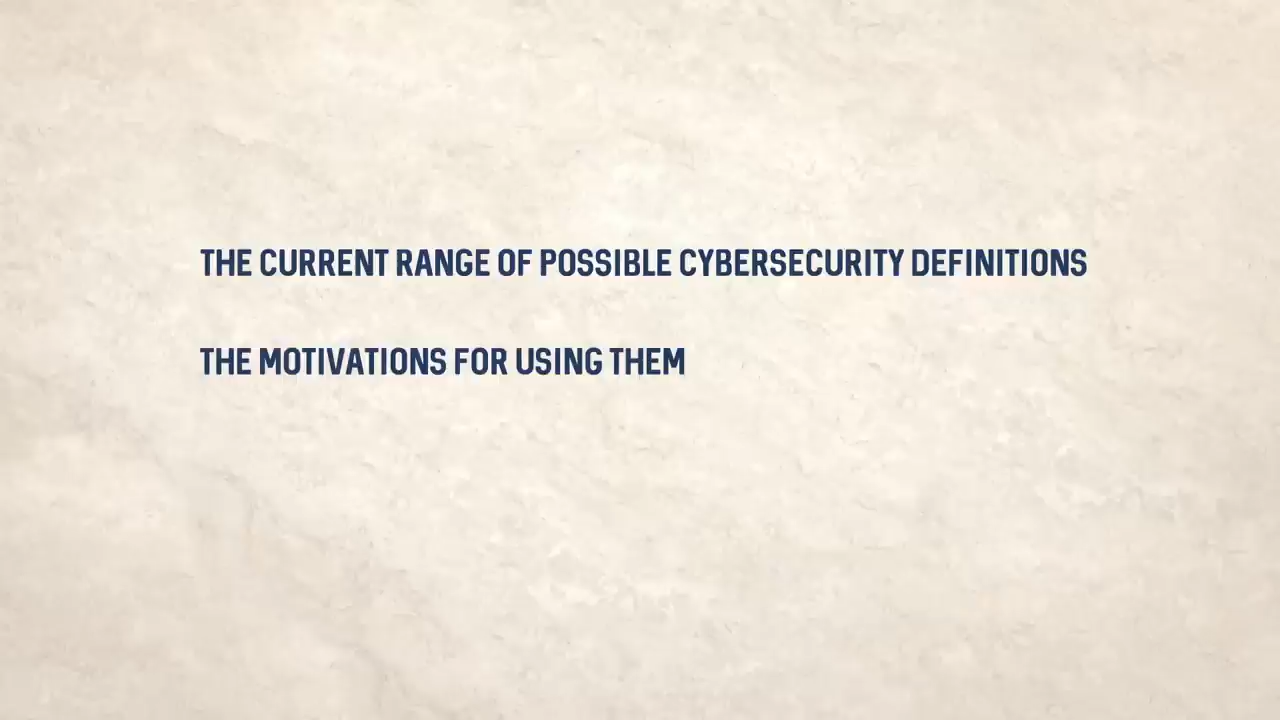 THE CURRENT RANGE OF POSSIBLE CYBERSECURITY DEFINITIONS
THE MOTIVATIONS FOR USING THEM